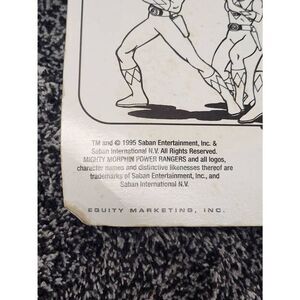 TM and © 1995 Saban Entertainment, Inc. &
Saban International N.V. All Rights Reserved.
MIGHTY MORPHIN POWER RANGERS and all logos,
character names and distinctive likenesses thereof are
trademarks of Saban Entertainment, Inc., and
Saban International N.V.
EQUITY MARKETING, INC.